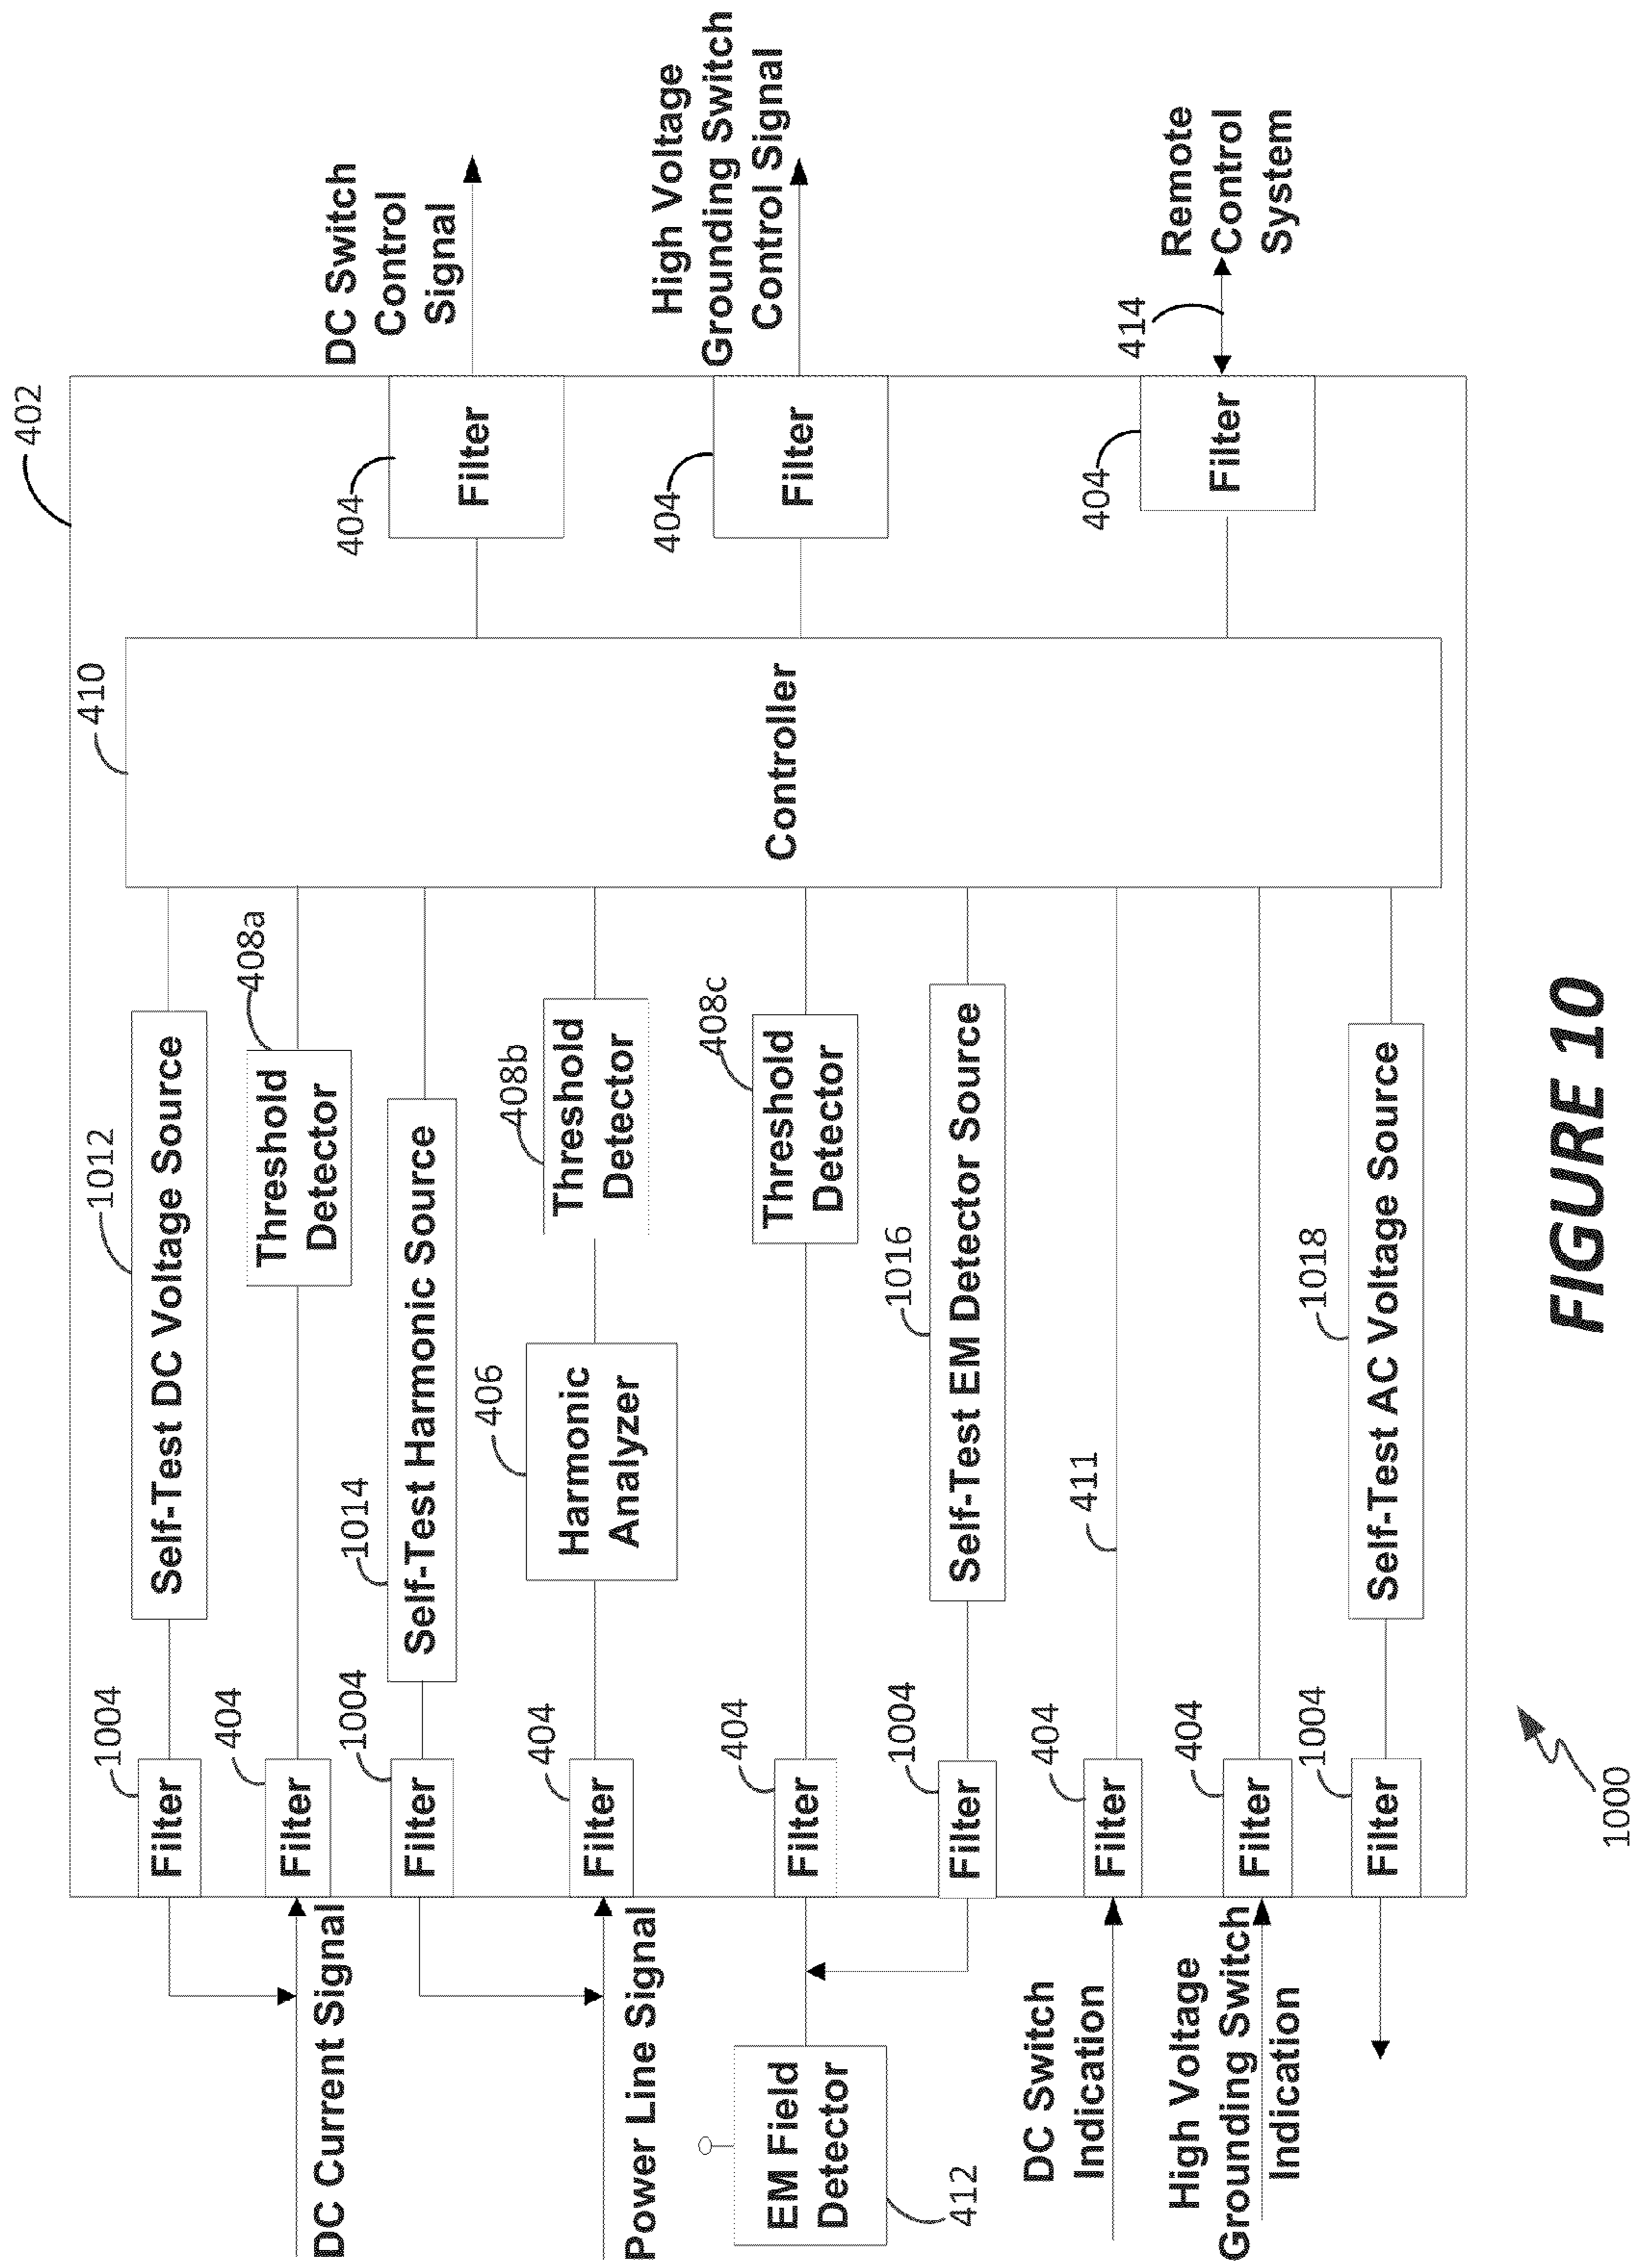 402
410
1004
Filter
1012
Self-Test DC Voltage Source
404
Filter
408a
Threshold
Detector
DC Current Signal
1004
Filter
1014
Self-Test Harmonic Source
404
Filter
406
Harmonic
Analyzer
408b
Threshold
Detector
Power Line Signal
EM Field
Detector
412
404
Filter
408c
Threshold
Detector
1004
Filter
1016
Self-Test EM Detector Source
DC Switch
Indication
404
Filter
411
High Voltage
Grounding Switch
Indication
404
Filter
1004
Filter
1018
Self-Test AC Voltage Source
Controller
404
Filter
DC Switch
Control
Signal
404
Filter
High Voltage
Grounding Switch
Control Signal
404
Filter
414
Remote
Control
System
1000
FIGURE 10